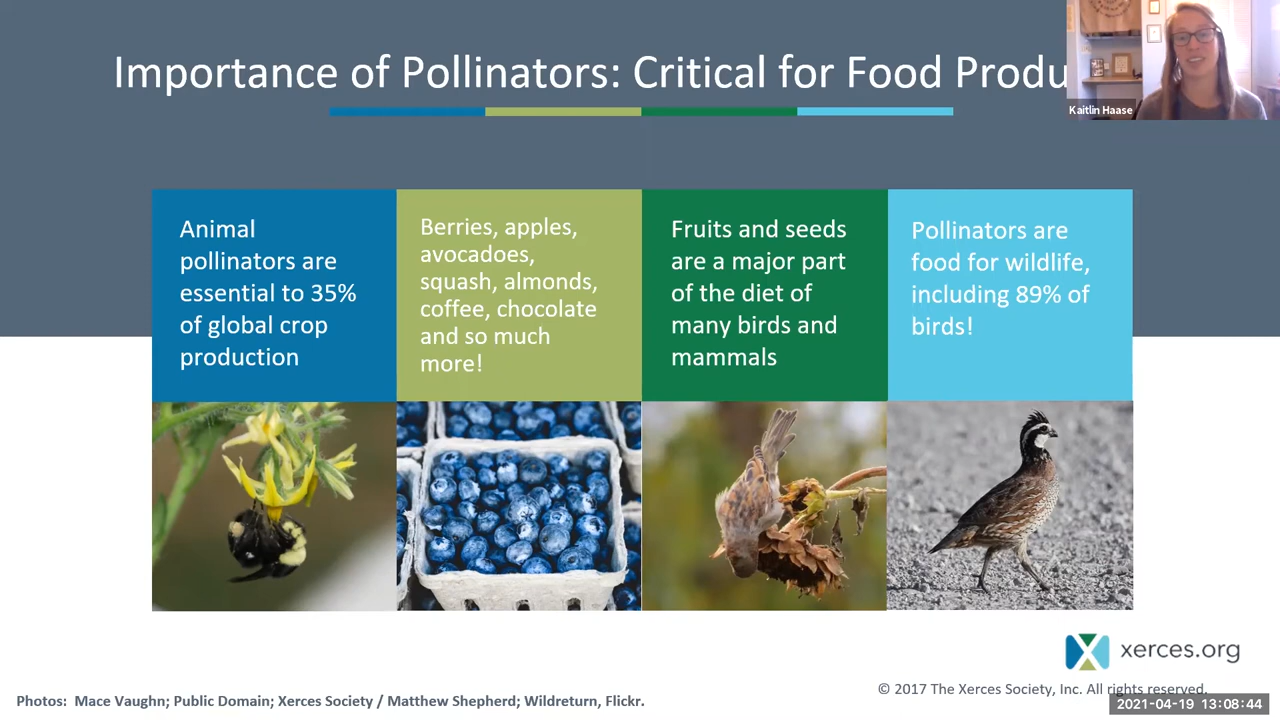 Importance of Pollinators: Critical for Food Produ
Kaitlin Haase
Animal
pollinators are
essential to 35%
of global crop
production
Berries, apples,
avocadoes,
squash, almonds,
coffee, chocolate
and so much
more!
Fruits and seeds
are a major part
of the diet of
many birds and
mammals
Pollinators are
food for wildlife,
including 89% of
birds!
xerces.org
© 2017 The Xerces Society, Inc. All rights reserved.
Photos: Mace Vaughn; Public Domain; Xerces Society / Matthew Shepherd; Wildreturn, Flickr.
2021-04-19 13:08:44